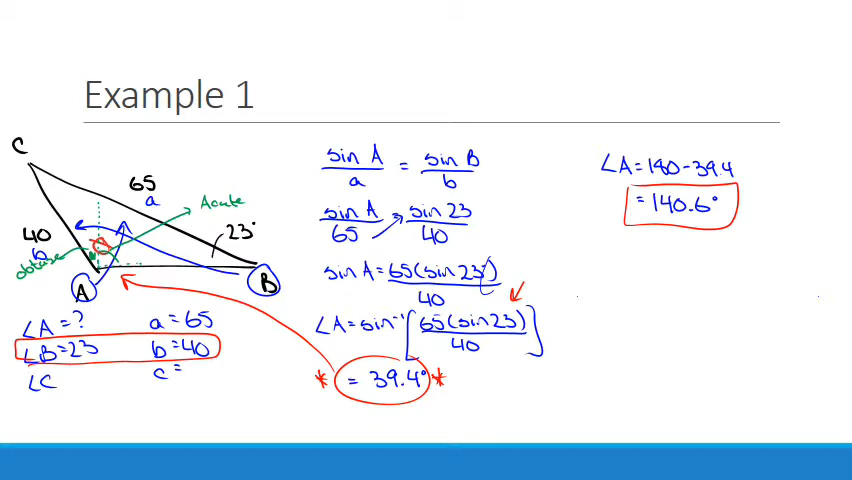 Example 1
C
65
a
Acute
40
b
23°
obtuse
A
B
∠A = ?
a = 65
∠B = 23
b = 40
∠C
c =
sin A / a = sin B / b
sin A / 65 = sin 23 / 40
sin A = 65(sin 23) / 40
∠A = sin⁻¹ [65(sin 23) / 40]
* = 39.4° *
∠A = 180 - 39.4
= 140.6°